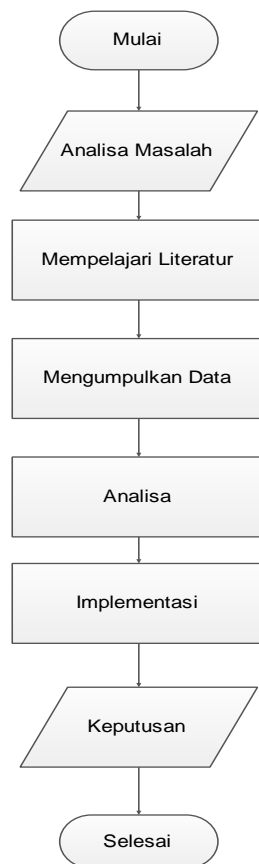 Mulai
Analisa Masalah
Mempelajari Literatur
Mengumpulkan Data
Analisa
Implementasi
Keputusan
Selesai